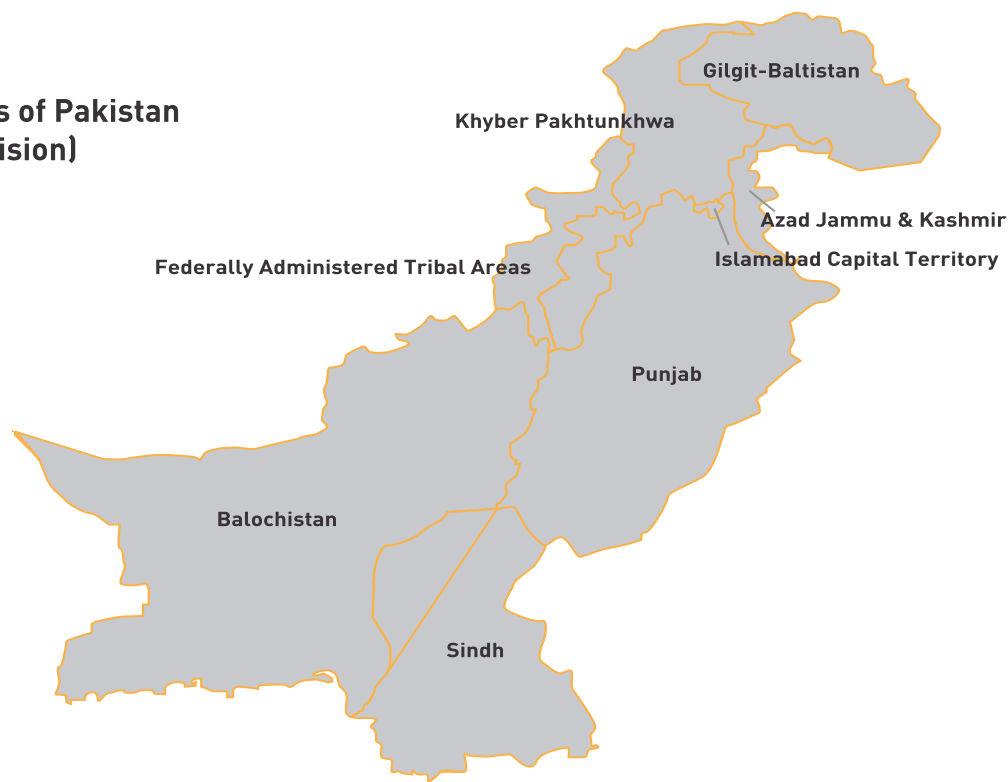 s of Pakistan
ision)
Gilgit-Baltistan
Khyber Pakhtunkhwa
Azad Jammu & Kashmir
Islamabad Capital Territory
Federally Administered Tribal Areas
Punjab
Balochistan
Sindh